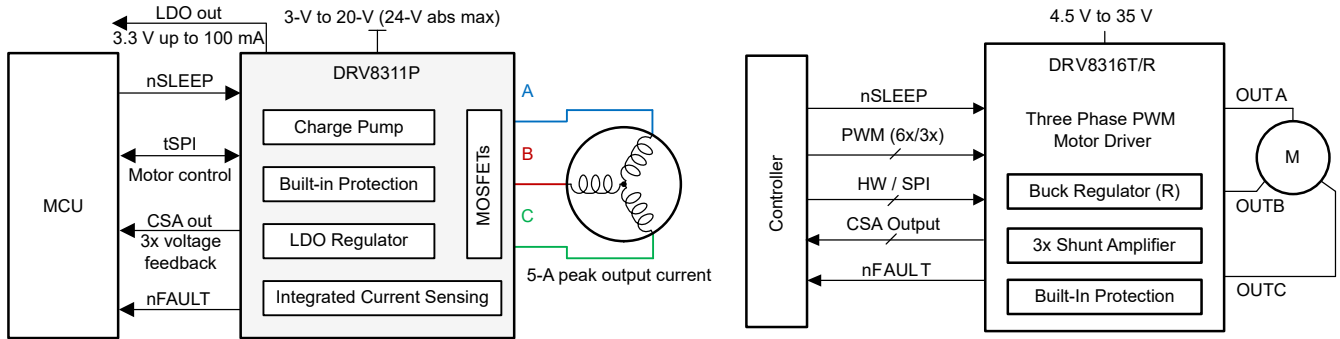 LDO out
3.3 V up to 100 mA
3-V to 20-V (24-V abs max)
MCU
nSLEEP
tSPI
Motor control
CSA out
3x voltage
feedback
nFAULT
DRV8311P
Charge Pump
Built-in Protection
LDO Regulator
Integrated Current Sensing
MOSFETs
A
B
C
5-A peak output current
4.5 V to 35 V
Controller
nSLEEP
PWM (6x/3x)
HW / SPI
CSA Output
nFAULT
DRV8316T/R
Three Phase PWM
Motor Driver
Buck Regulator (R)
3x Shunt Amplifier
Built-In Protection
OUT A
M
OUTB
OUTC